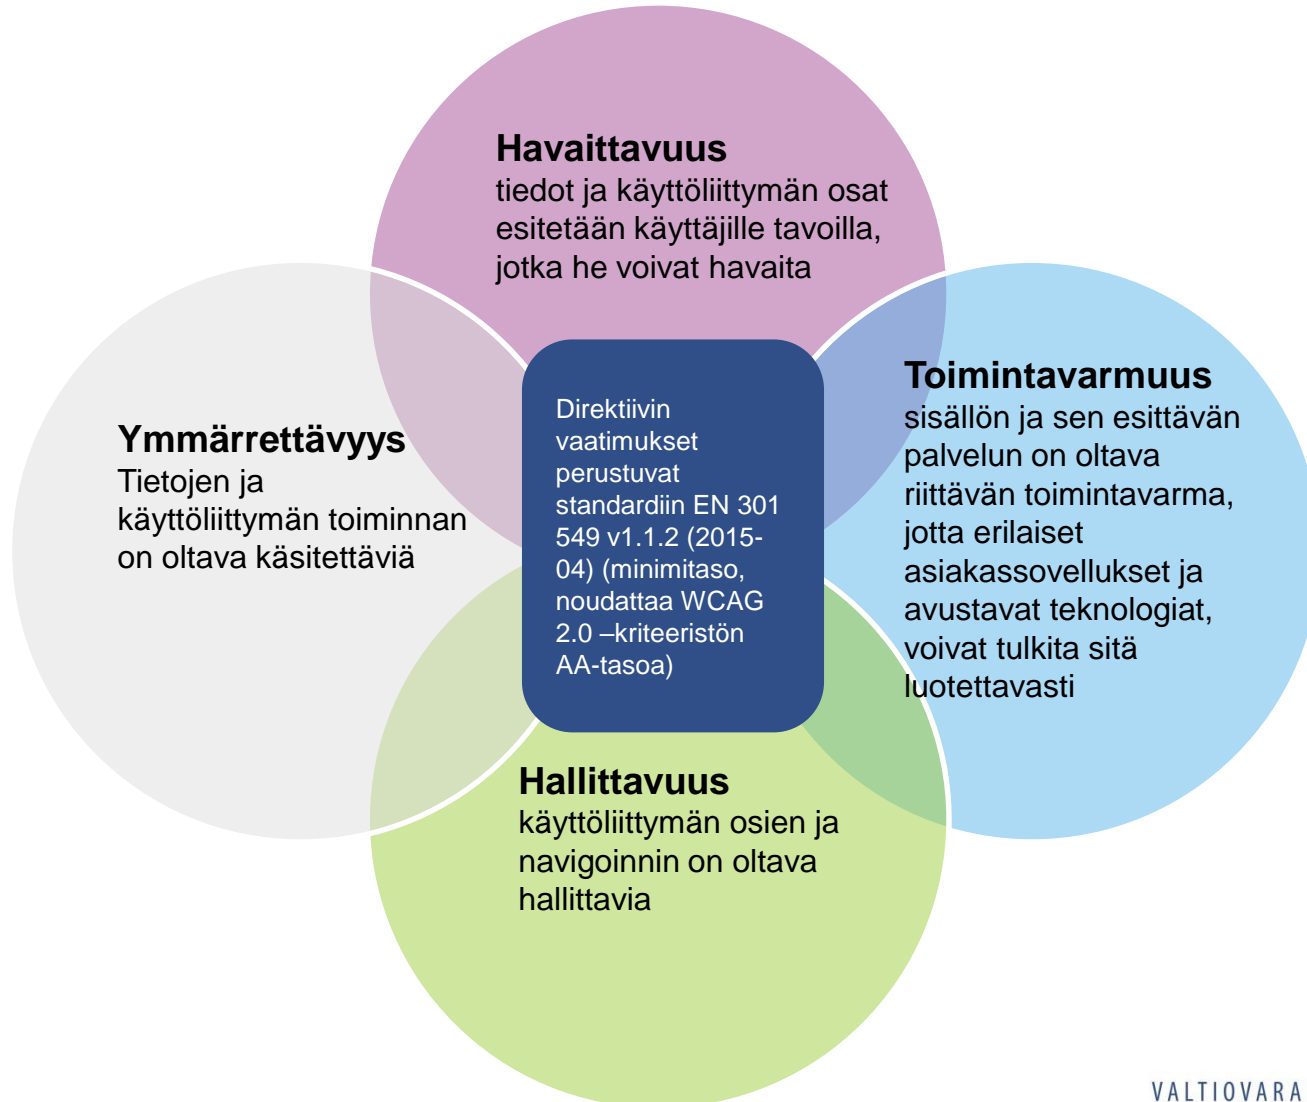 Havaittavuus
tiedot ja käyttöliittymän osat
esitetään käyttäjille tavoilla,
jotka he voivat havaita
Ymmärrettävyys
Tietojen ja
käyttöliittymän toiminnan
on oltava käsitettäviä
Direktiivin
vaatimukset
perustuvat
standardiin EN 301
549 v1.1.2 (2015-
04) (minimitaso,
noudattaa WCAG
2.0 –kriteeristön
AA-tasoa)
Toimintavarmuus
sisällön ja sen esittävän
palvelun on oltava
riittävän toimintavarma,
jotta erilaiset
asiakassovellukset ja
avustavat teknologiat,
voivat tulkita sitä
luotettavasti
Hallittavuus
käyttöliittymän osien ja
navigoinnin on oltava
hallittavia
VALTIOVARA